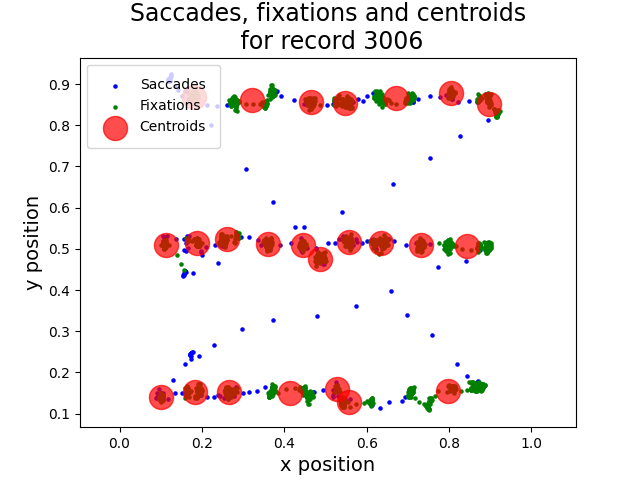 Saccades, fixations and centroids
for record 3006
Saccades
Fixations
Centroids
y position
0.9
0.8
0.7
0.6
0.5
0.4
0.3
0.2
0.1
0.0 0.2 0.4 0.6 0.8 1.0
x position